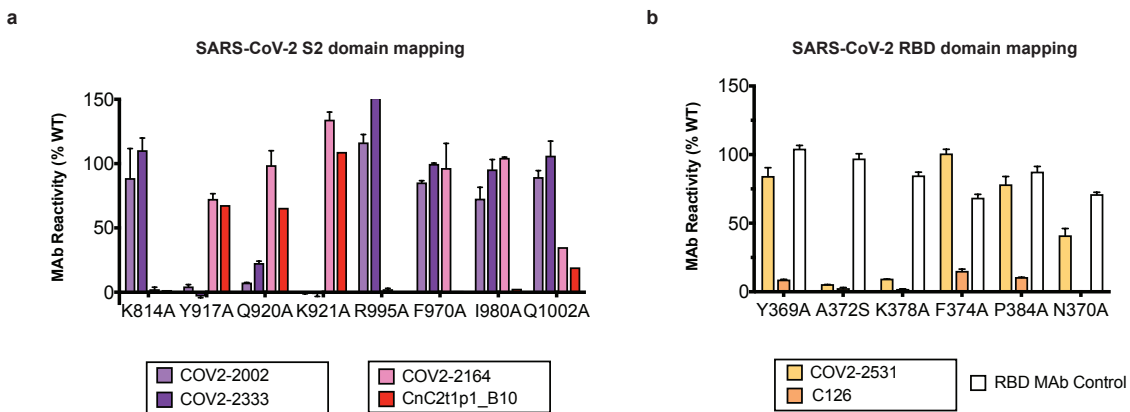 a
SARS-CoV-2 S2 domain mapping
MAb Reactivity (% WT)
150
100
50
0
K814A Y917A Q920A K921A R995A F970A I980A Q1002A
COV2-2002
COV2-2333
COV2-2164
CnC2t1p1_B10
b
SARS-CoV-2 RBD domain mapping
MAb Reactivity (% WT)
150
100
50
0
Y369A A372S K378A F374A P384A N370A
COV2-2531
C126
RBD MAb Control